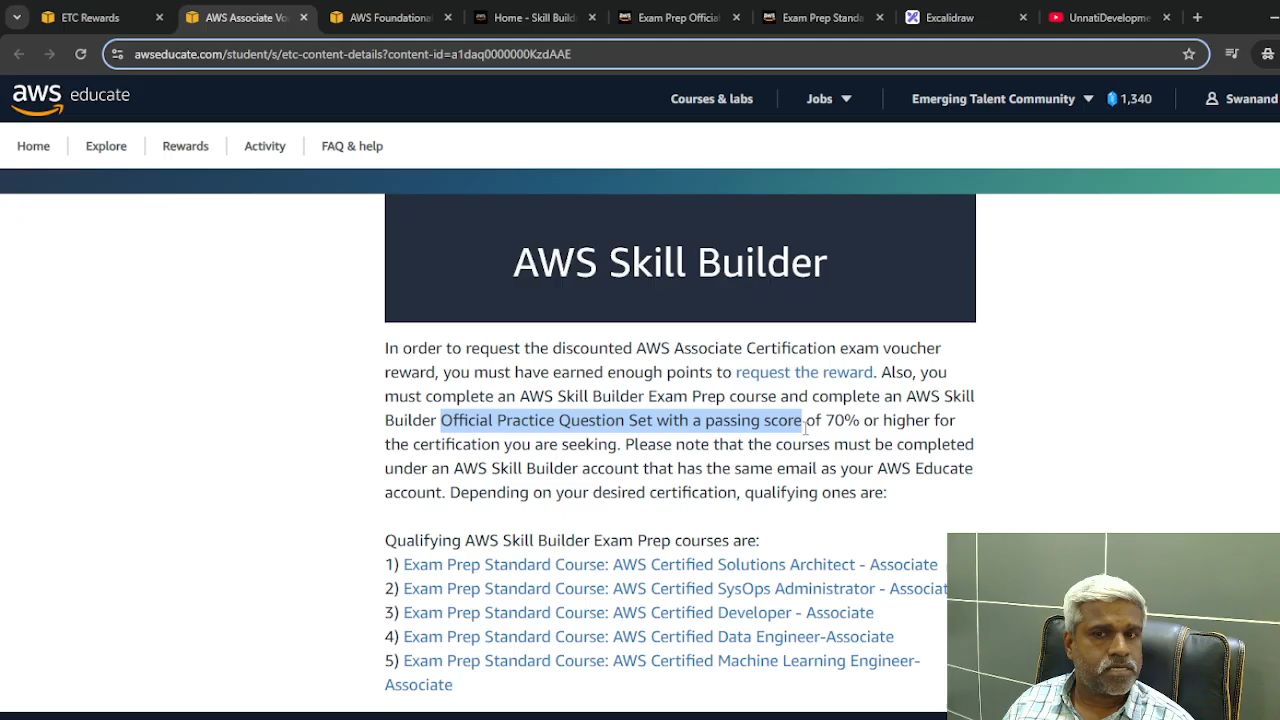 ETC Rewards
AWS Associate Vo
AWS Foundational
Home - Skill Build
Exam Prep Offici
Exam Prep Standa
Excalidraw
UnnatiDevelopme
awseducate.com/student/s/etc-content-details?content-id=a1daq0000000KzdAAE
aws educate
Courses & labs
Jobs
Emerging Talent Community
1,340
Swanand
Home
Explore
Rewards
Activity
FAQ & help
AWS Skill Builder
In order to request the discounted AWS Associate Certification exam voucher
reward, you must have earned enough points to request the reward. Also, you
must complete an AWS Skill Builder Exam Prep course and complete an AWS Skill
Builder Official Practice Question Set with a passing score of 70% or higher for
the certification you are seeking. Please note that the courses must be completed
under an AWS Skill Builder account that has the same email as your AWS Educate
account. Depending on your desired certification, qualifying ones are:
Qualifying AWS Skill Builder Exam Prep courses are:
1) Exam Prep Standard Course: AWS Certified Solutions Architect - Associate
2) Exam Prep Standard Course: AWS Certified SysOps Administrator - Associat
3) Exam Prep Standard Course: AWS Certified Developer - Associate
4) Exam Prep Standard Course: AWS Certified Data Engineer-Associate
5) Exam Prep Standard Course: AWS Certified Machine Learning Engineer-
Associate